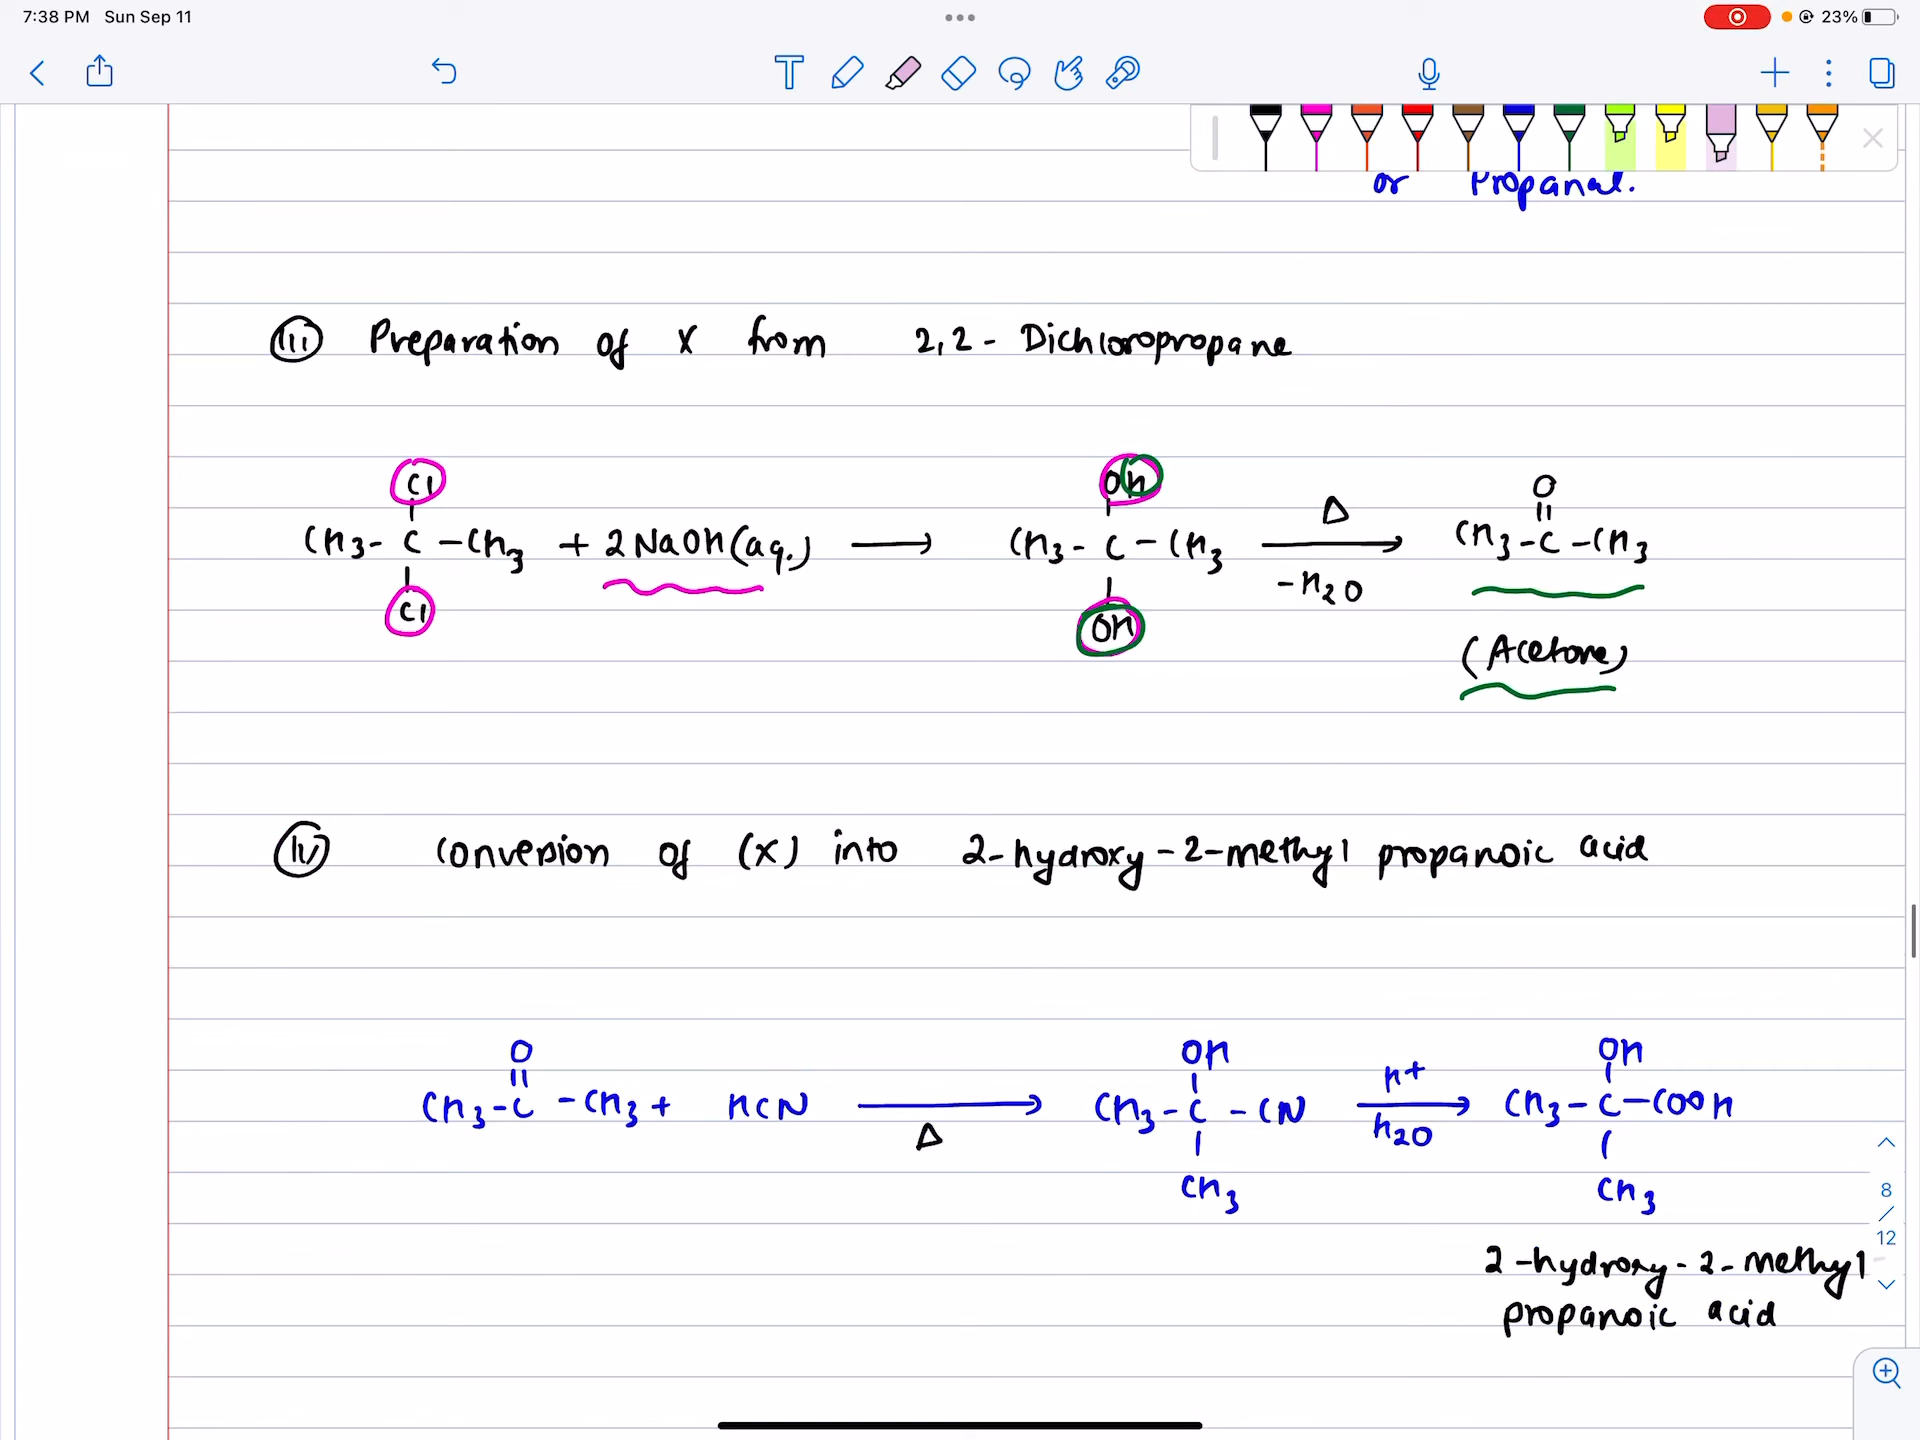 7:38 PM Sun Sep 11
23%
or Propanal.
(iii) Preparation of X from 2,2- Dichloropropane
Cl OH O
CH3- C -CH3 + 2NaOH(aq.) ⟶ CH3- C - CH3 Δ ⟶ -H2O CH3-C-CH3
Cl OH
(Acetone)
(iv) Conversion of (X) into 2-hydroxy-2-methyl propanoic acid
O OH OH
CH3-C -CH3 + HCN ⟶ Δ CH3-C - CN H+ ⟶ H2O CH3-C-COOH
CH3 CH3
8
/
12
2-hydroxy-2-methyl
propanoic acid